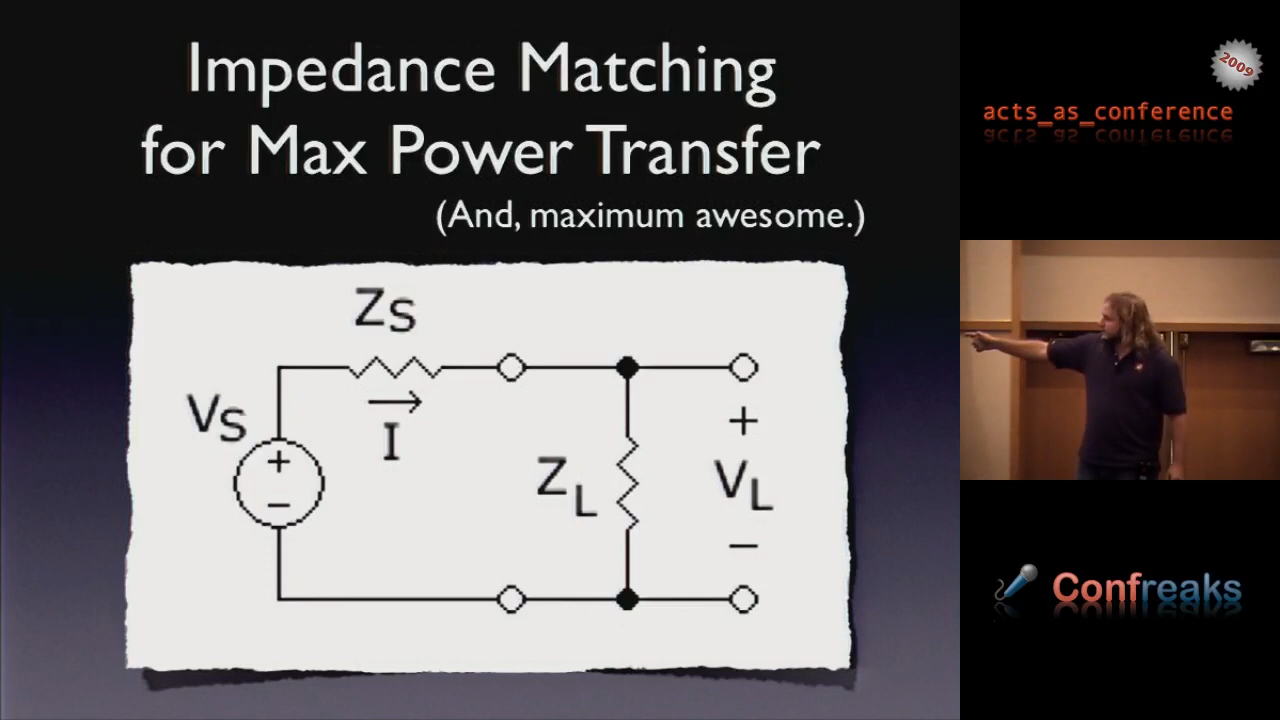 Impedance Matching
for Max Power Transfer
(And, maximum awesome.)
ZS
I
VS
+
−
ZL
+
VL
−
2009
acts_as_conference
Confreaks